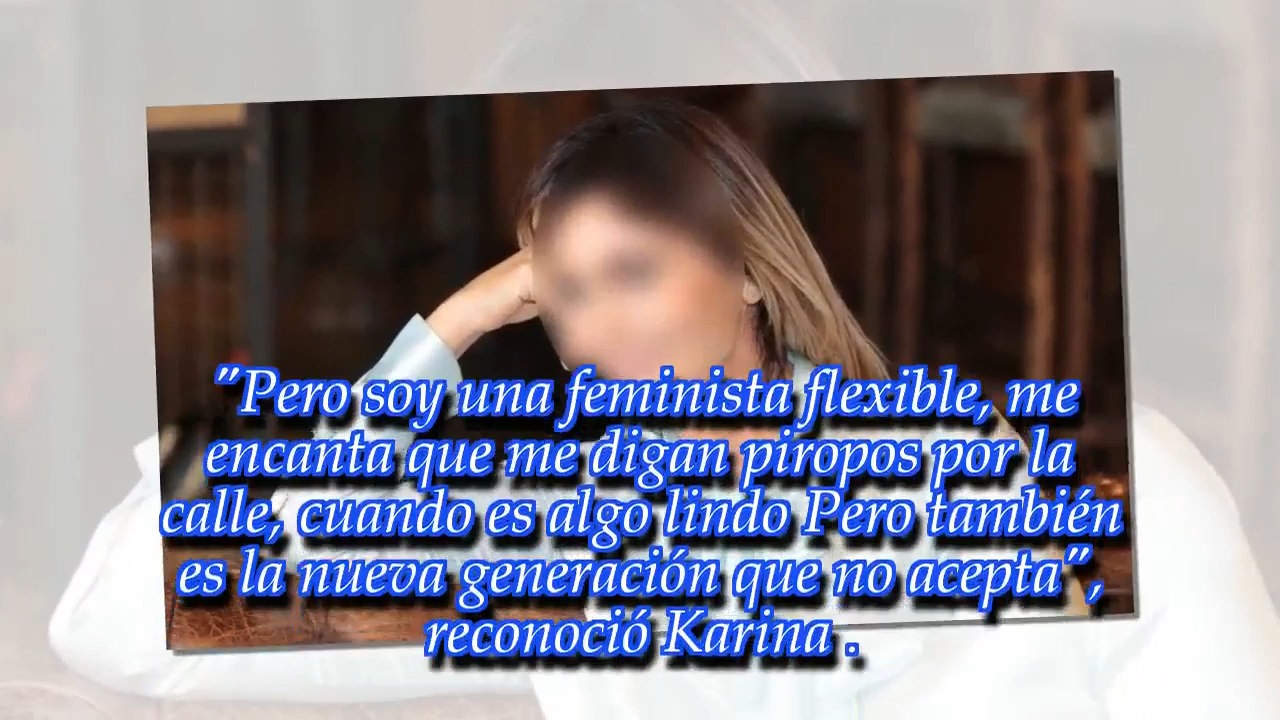 "Pero soy una feminista flexible, me
encanta que me digan piropos por la
calle, cuando es algo lindo Pero también
es la nueva generación que no acepta",
reconoció Karina .